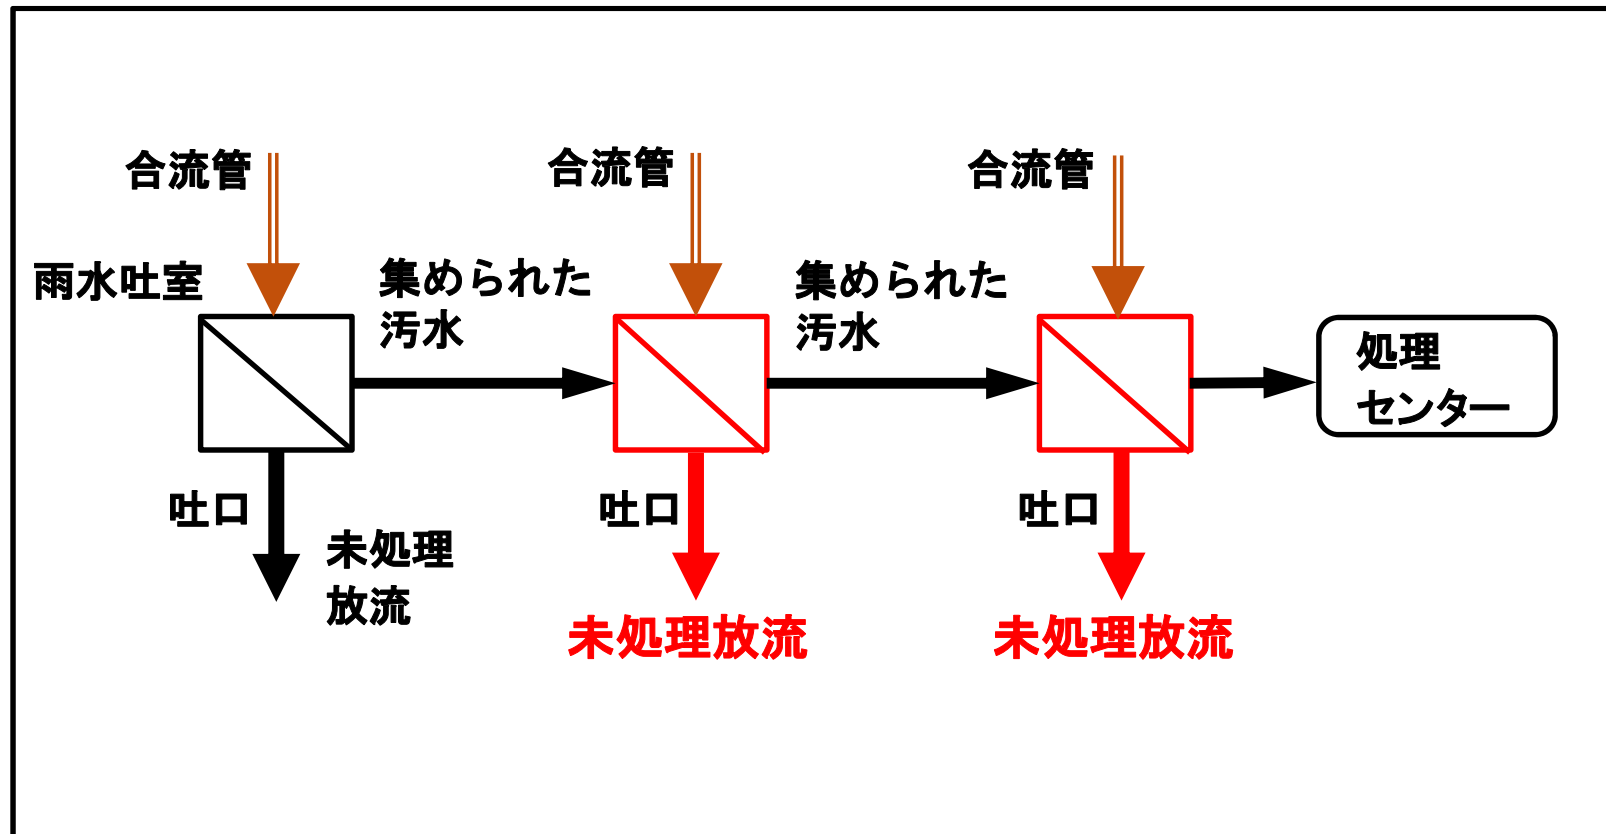 合流管
合流管
合流管
雨水吐室
集められた
汚水
集められた
汚水
処理
センター
吐口
吐口
吐口
未処理
放流
未処理放流
未処理放流